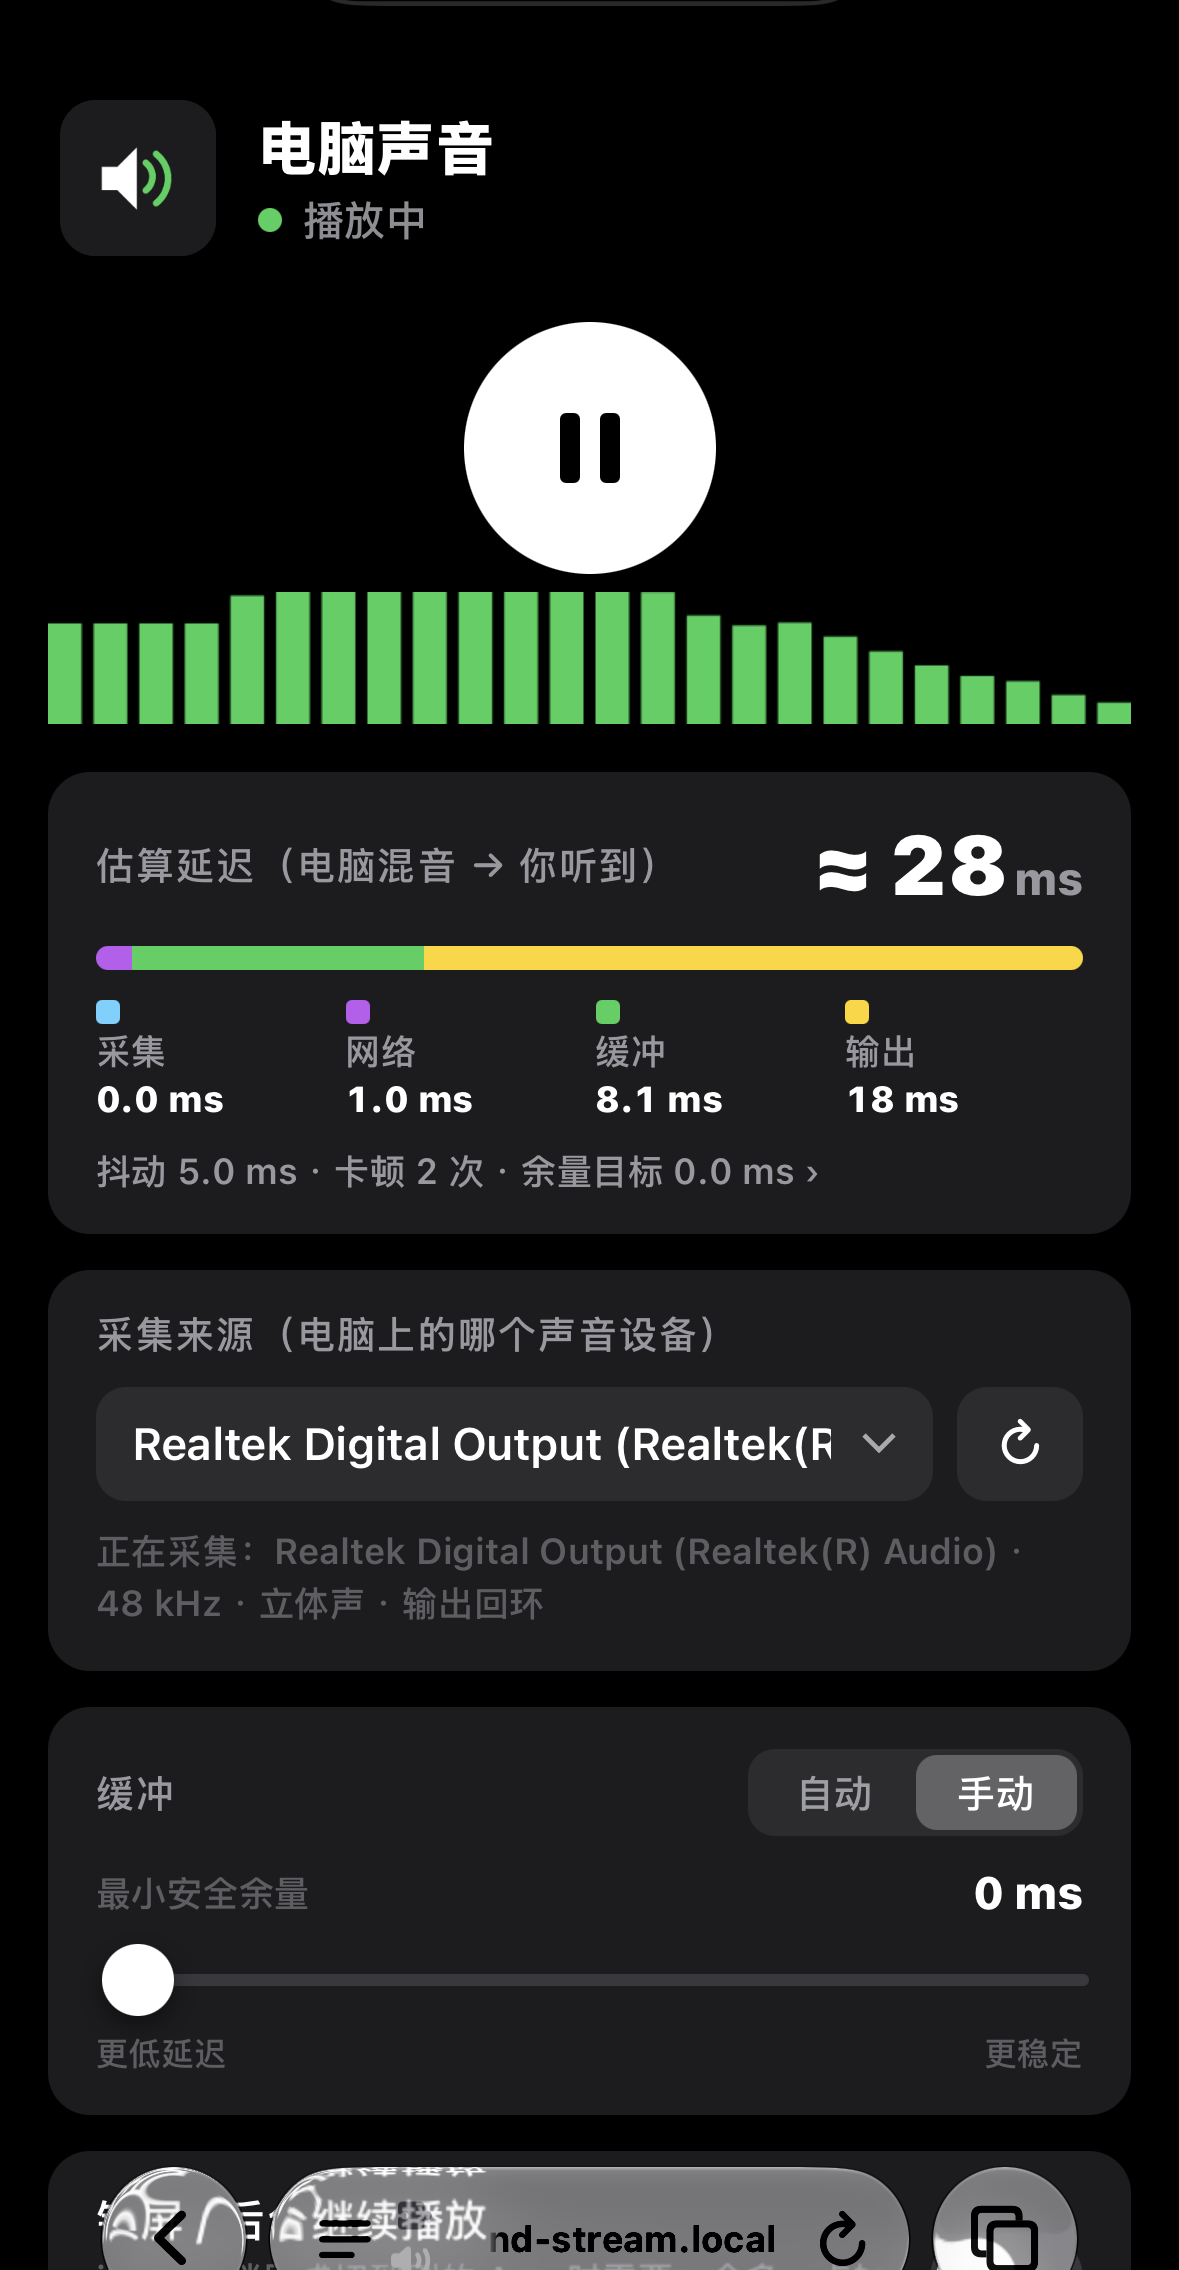 电脑声音
播放中
估算延迟（电脑混音 → 你听到） ≈ 28 ms
采集 网络 缓冲 输出
0.0 ms 1.0 ms 8.1 ms 18 ms
抖动 5.0 ms · 卡顿 2 次 · 余量目标 0.0 ms ›
采集来源（电脑上的哪个声音设备）
Realtek Digital Output (Realtek(R
正在采集：Realtek Digital Output (Realtek(R) Audio) ·
48 kHz · 立体声 · 输出回环
缓冲 自动 手动
最小安全余量 0 ms
更低延迟 更稳定
继续播放
nd-stream.local